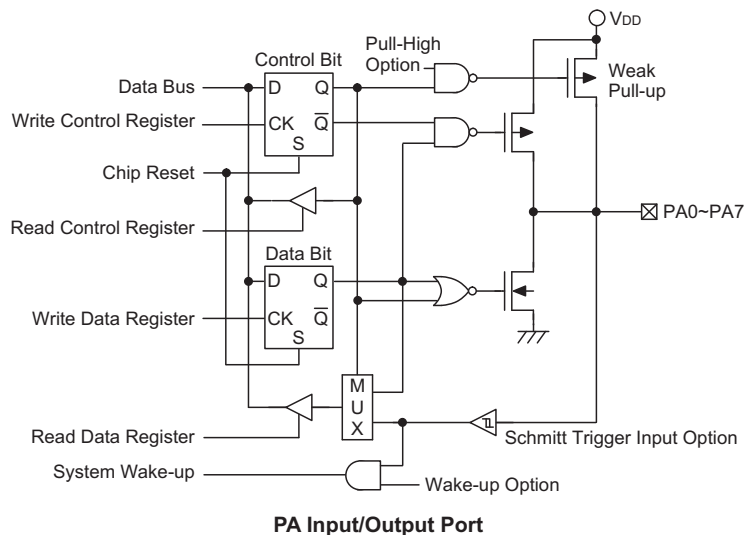 VDD
Control Bit
Pull-High
Option
Weak
Pull-up
Data Bus
D
Q
Write Control Register
CK
Q
S
Chip Reset
Read Control Register
PA0~PA7
Data Bit
D
Q
Write Data Register
CK
Q
S
M
U
X
Read Data Register
Schmitt Trigger Input Option
System Wake-up
Wake-up Option
PA Input/Output Port